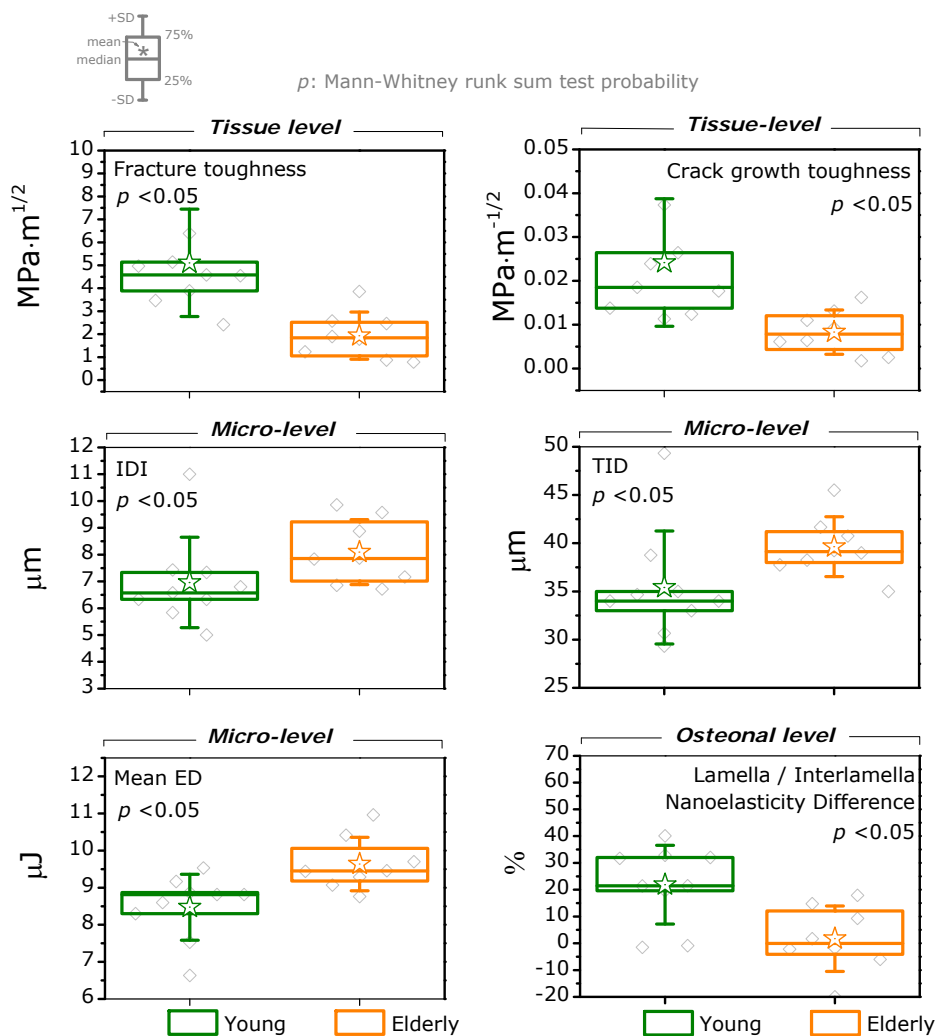 +SD
75%
mean
*
median
25%
-SD
p: Mann-Whitney runk sum test probability
Tissue level
10
9
8
7
6
5
4
3
2
1
0
MPa·m1/2
Fracture toughness
p <0.05
Tissue-level
0.05
0.04
0.03
0.02
0.01
0.00
MPa·m-1/2
Crack growth toughness
p <0.05
Micro-level
12
11
10
9
8
7
6
5
4
3
μm
IDI
p <0.05
Micro-level
50
45
40
35
30
25
μm
TID
p <0.05
Micro-level
12
11
10
9
8
7
6
μJ
Mean ED
p <0.05
Osteonal level
70
60
50
40
30
20
10
0
-10
-20
%
Lamella / Interlamella
Nanoelasticity Difference
p <0.05
Young Elderly
Young Elderly